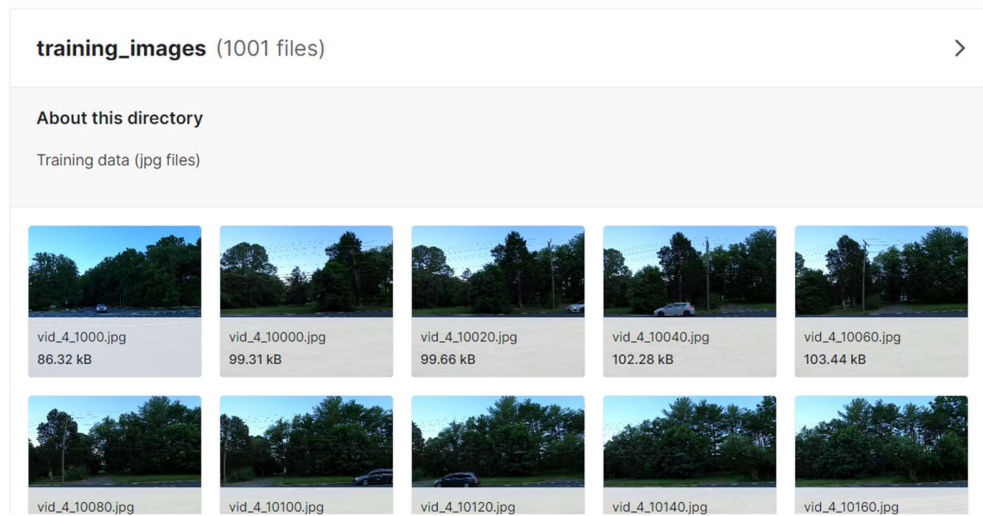 training_images (1001 files)
About this directory
Training data (jpg files)
vid_4_1000.jpg
86.32 kB
vid_4_10000.jpg
99.31 kB
vid_4_10020.jpg
99.66 kB
vid_4_10040.jpg
102.28 kB
vid_4_10060.jpg
103.44 kB
vid_4_10080.jpg
vid_4_10100.jpg
vid_4_10120.jpg
vid_4_10140.jpg
vid_4_10160.jpg